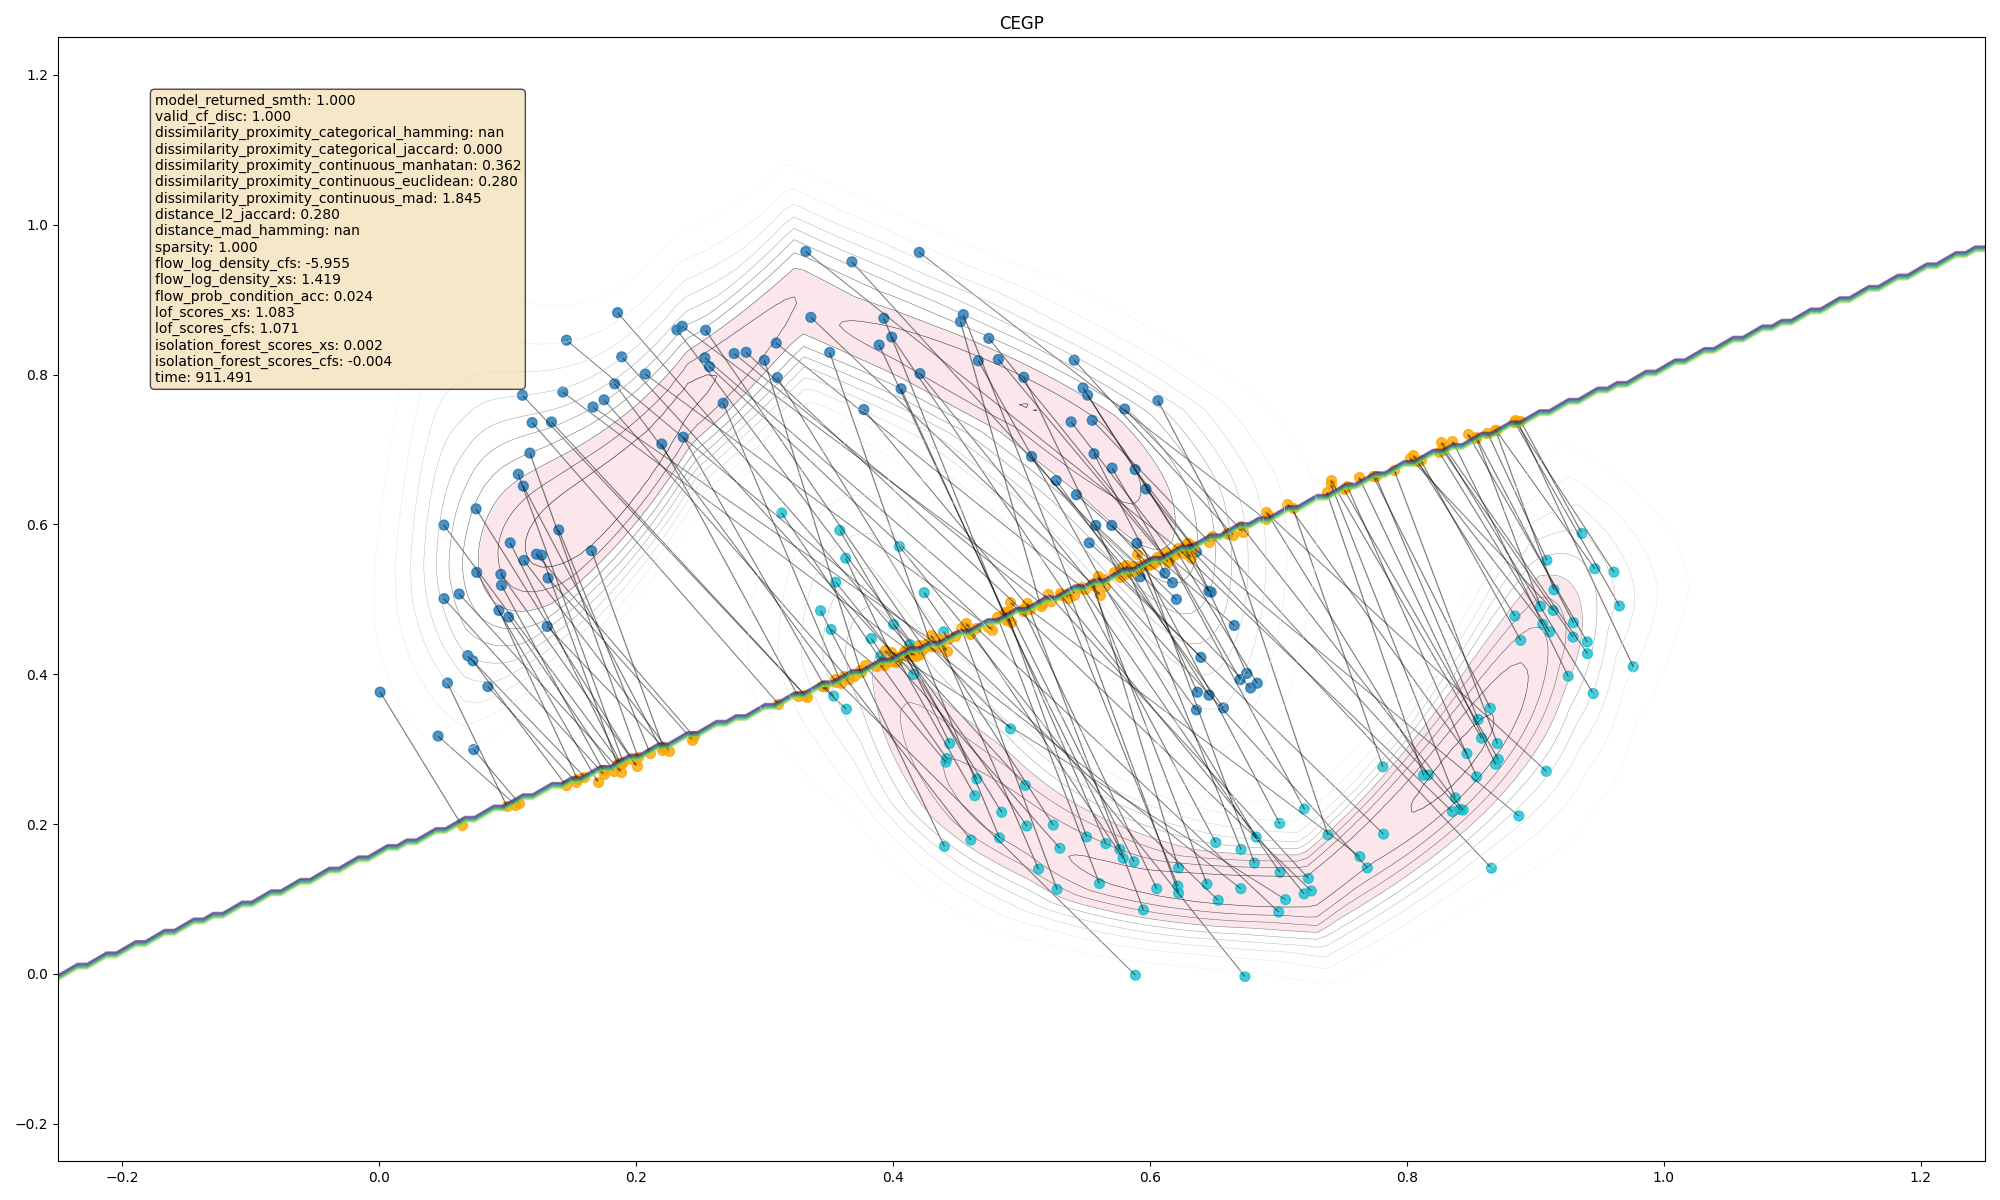 CEGP
1.2
1.0
0.8
0.6
0.4
0.2
0.0
−0.2
model_returned_smth: 1.000
valid_cf_disc: 1.000
dissimilarity_proximity_categorical_hamming: nan
dissimilarity_proximity_categorical_jaccard: 0.000
dissimilarity_proximity_continuous_manhatan: 0.362
dissimilarity_proximity_continuous_euclidean: 0.280
dissimilarity_proximity_continuous_mad: 1.845
distance_l2_jaccard: 0.280
distance_mad_hamming: nan
sparsity: 1.000
flow_log_density_cfs: -5.955
flow_log_density_xs: 1.419
flow_prob_condition_acc: 0.024
lof_scores_xs: 1.083
lof_scores_cfs: 1.071
isolation_forest_scores_xs: 0.002
isolation_forest_scores_cfs: -0.004
time: 911.491
−0.2 0.0 0.2 0.4 0.6 0.8 1.0 1.2